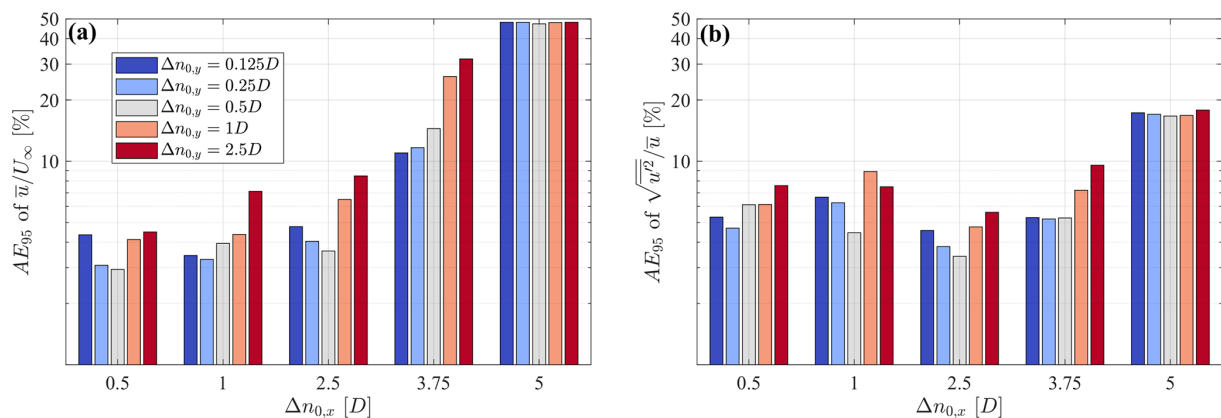 (a)
AE₉₅ of u̅/U∞ [%]
50
40
30
20
10
Δn₀,ᵧ = 0.125D
Δn₀,ᵧ = 0.25D
Δn₀,ᵧ = 0.5D
Δn₀,ᵧ = 1D
Δn₀,ᵧ = 2.5D
0.5 1 2.5 3.75 5
Δn₀,ₓ [D]
(b)
AE₉₅ of √u̅′²̅/u̅ [%]
50
40
30
20
10
0.5 1 2.5 3.75 5
Δn₀,ₓ [D]